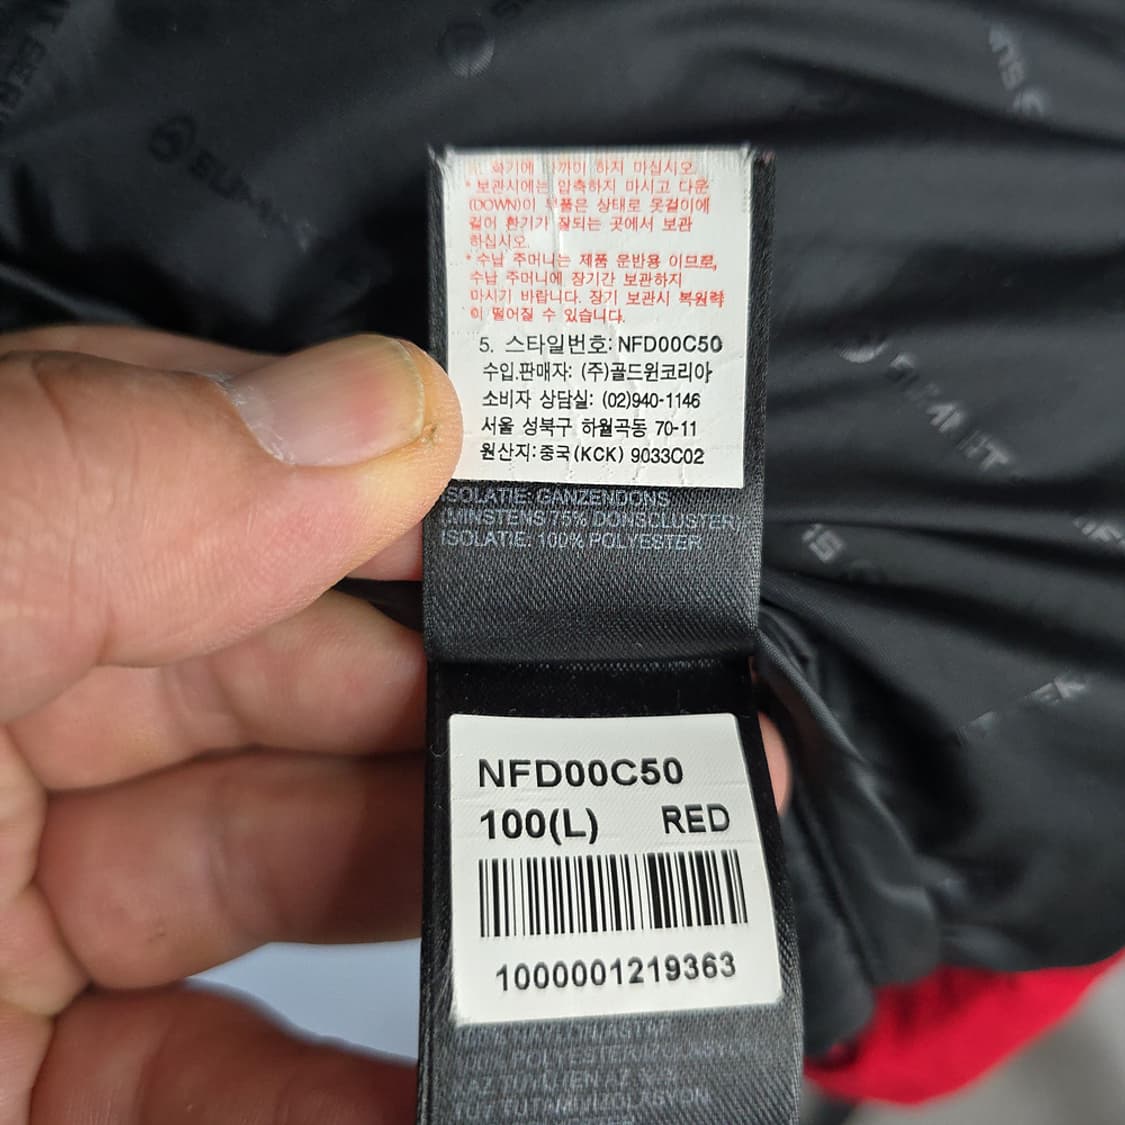 하지 마십시오.
* 보관시에는 압축하지 마시고 다운
(DOWN)이 부풀은 상태로 옷걸이에
걸어 환기가 잘되는 곳에서 보관
하십시오.
* 수납 주머니는 제품 운반용 이므로,
수납 주머니에 장기간 보관하지
마시기 바랍니다. 장기 보관시 복원력
이 떨어질 수 있습니다.
5. 스타일번호: NFD00C50
수입.판매자: (주)골드윈코리아
소비자 상담실: (02)940-1146
서울 성북구 하월곡동 70-11
원산지:중국(KCK) 9033C02
ISOLATIE: GANZENDONS
(MINSTENS 75% DONSCLUSTER)
ISOLATIE: 100% POLYESTER
NFD00C50
100(L) RED
1000001219363
SUMMIT